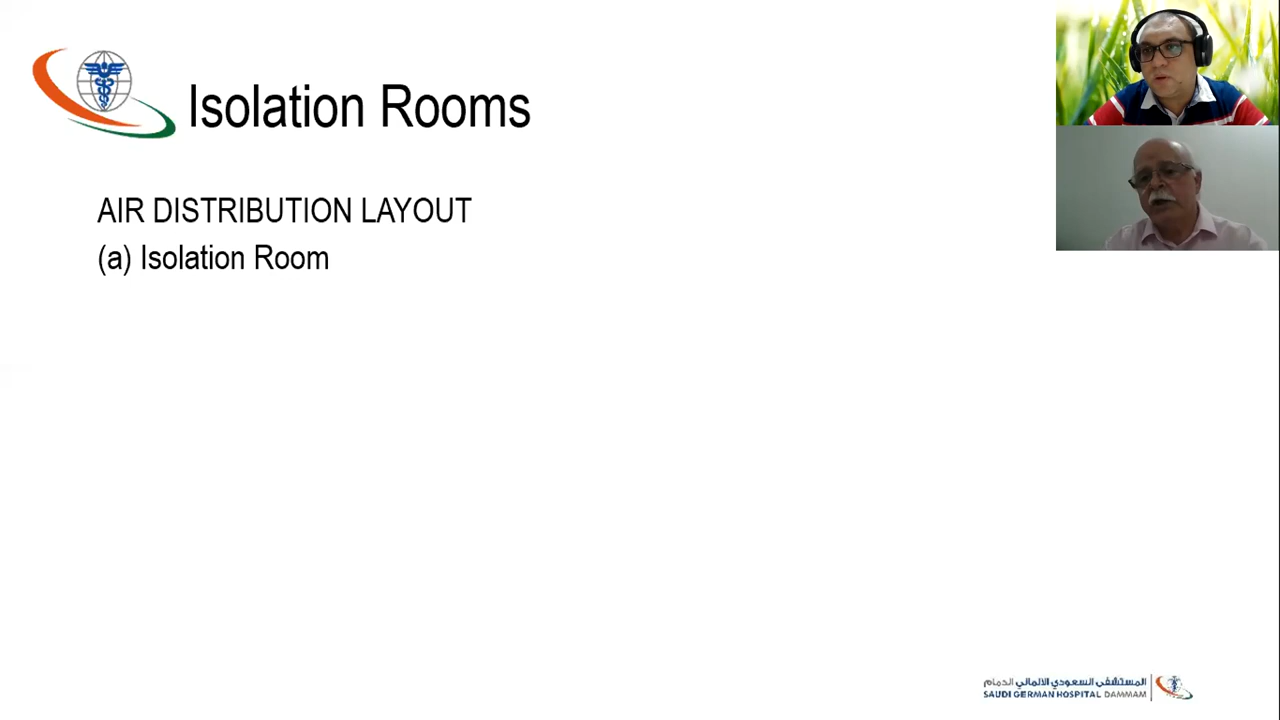 Isolation Rooms
AIR DISTRIBUTION LAYOUT
(a) Isolation Room
المستشفى السعودي الألماني الدمام
SAUDI GERMAN HOSPITAL DAMMAM